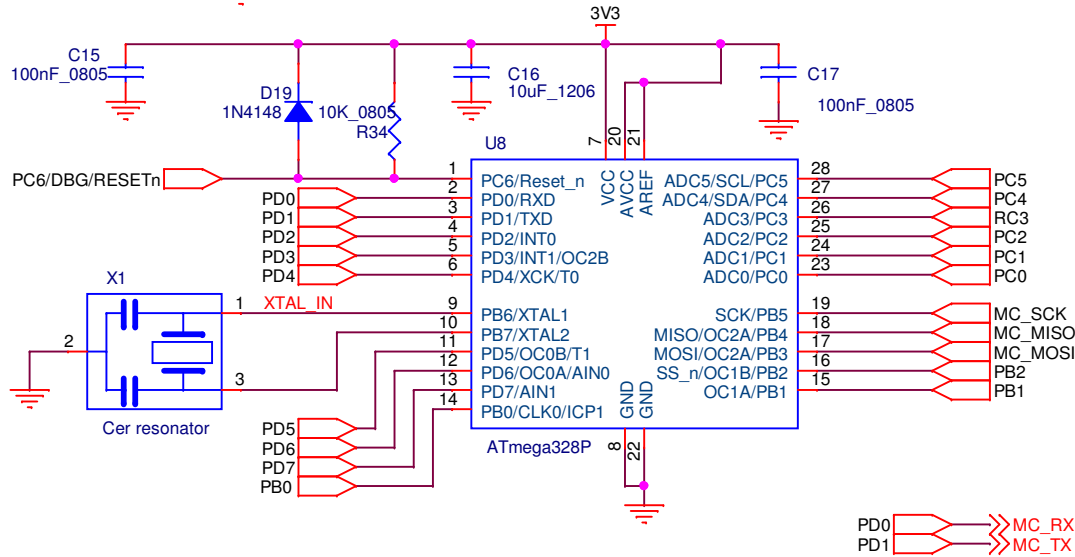 3V3
C15
100nF_0805
D19
1N4148
10K_0805
R34
C16
10uF_1206
C17
100nF_0805
U8
7
20
21
VCC
AVCC
AREF
PC6/DBG/RESETn
1
PC6/Reset_n
PD0
2
PD0/RXD
PD1
3
PD1/TXD
PD2
4
PD2/INT0
PD3
5
PD3/INT1/OC2B
PD4
6
PD4/XCK/T0
28
ADC5/SCL/PC5
PC5
27
ADC4/SDA/PC4
PC4
26
ADC3/PC3
RC3
25
ADC2/PC2
PC2
24
ADC1/PC1
PC1
23
ADC0/PC0
PC0
X1
1
XTAL_IN
2
3
Cer resonator
9
PB6/XTAL1
10
PB7/XTAL2
11
PD5/OC0B/T1
12
PD6/OC0A/AIN0
13
PD7/AIN1
14
PB0/CLK0/ICP1
19
SCK/PB5
MC_SCK
18
MISO/OC2A/PB4
MC_MISO
17
MOSI/OC2A/PB3
MC_MOSI
16
SS_n/OC1B/PB2
PB2
15
OC1A/PB1
PB1
GND
GND
8
22
ATmega328P
PD5
PD6
PD7
PB0
PD0
MC_RX
PD1
MC_TX